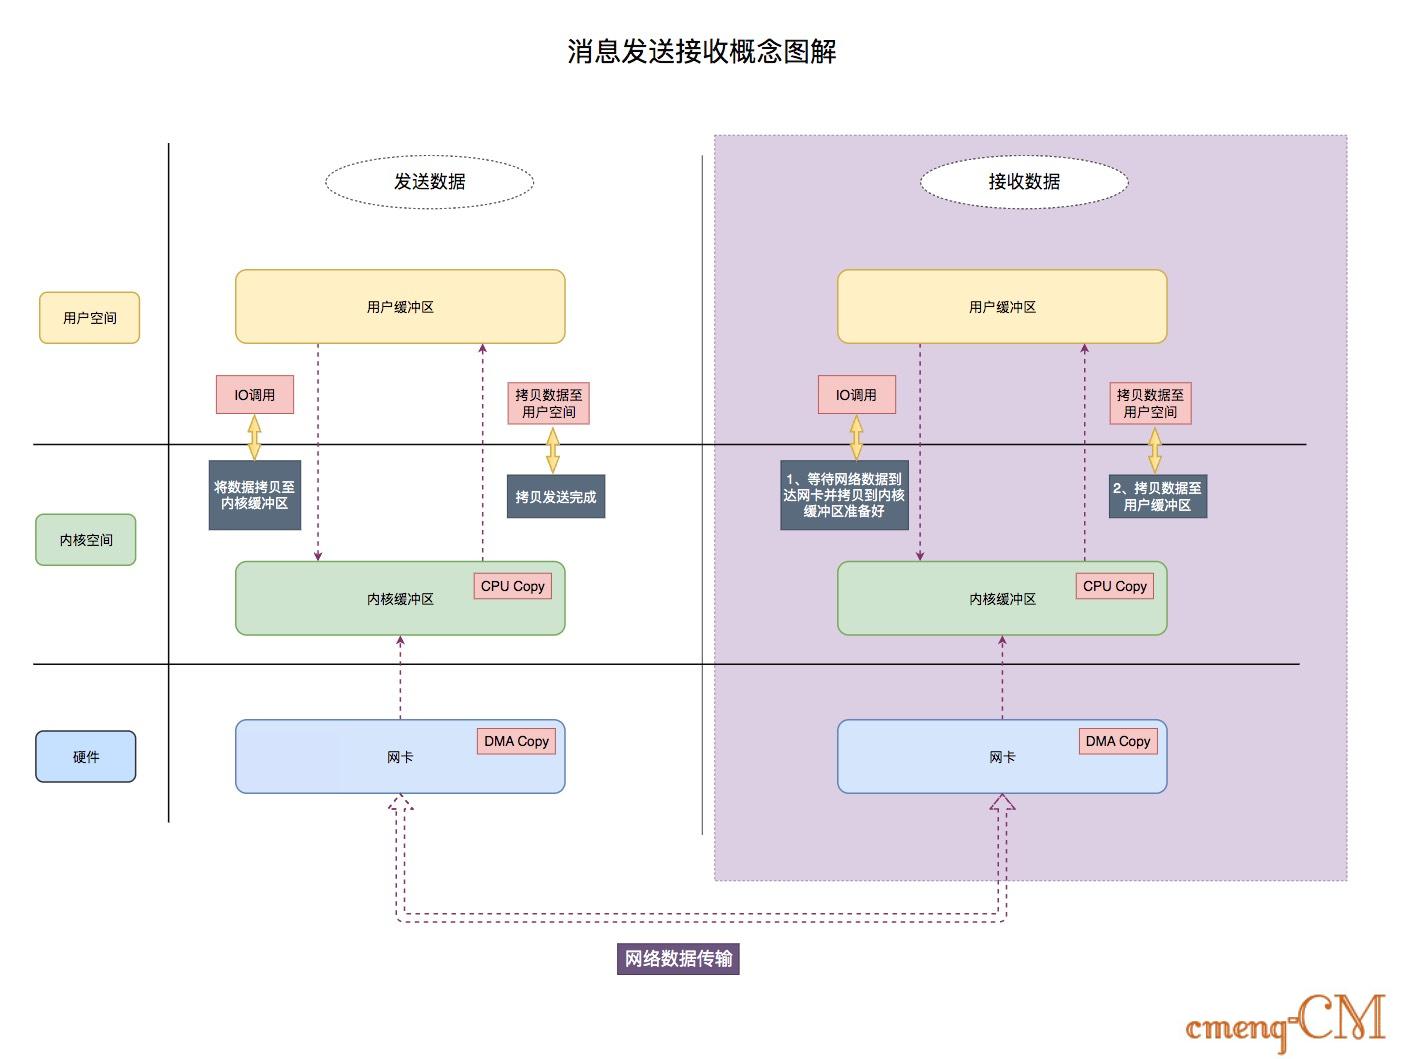 消息发送接收概念图解
发送数据
接收数据
用户空间
用户缓冲区
用户缓冲区
IO调用
拷贝数据至
用户空间
IO调用
拷贝数据至
用户空间
将数据拷贝至
内核缓冲区
拷贝发送完成
1、等待网络数据到
达网卡并拷贝到内核
缓冲区准备好
2、拷贝数据至
用户缓冲区
内核空间
内核缓冲区
CPU Copy
内核缓冲区
CPU Copy
硬件
网卡
DMA Copy
网卡
DMA Copy
网络数据传输
cmenq-CM